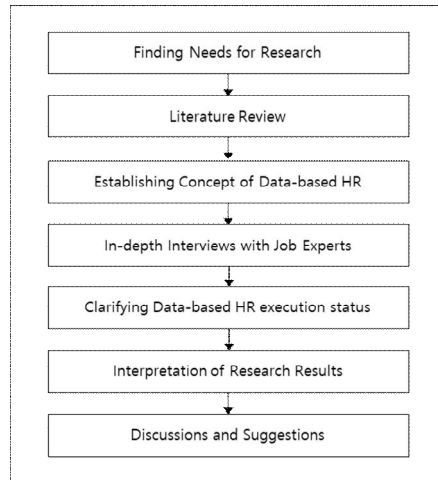 Finding Needs for Research
Literature Review
Establishing Concept of Data-based HR
In-depth Interviews with Job Experts
Clarifying Data-based HR execution status
Interpretation of Research Results
Discussions and Suggestions